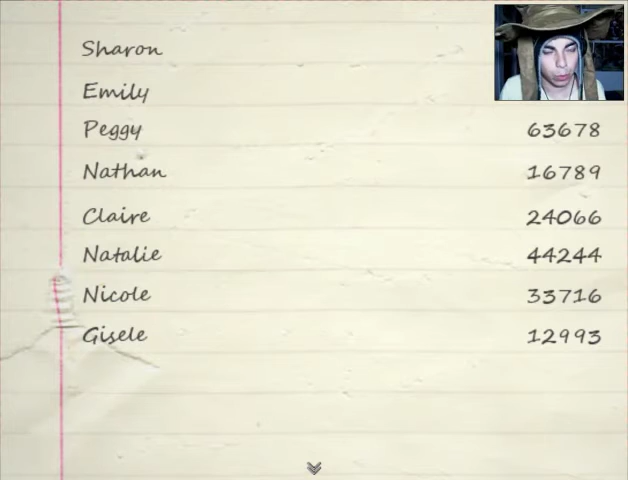 Sharon
Emily
Peggy 63678
Nathan 16789
Claire 24066
Natalie 44244
Nicole 33716
Gisele 12993